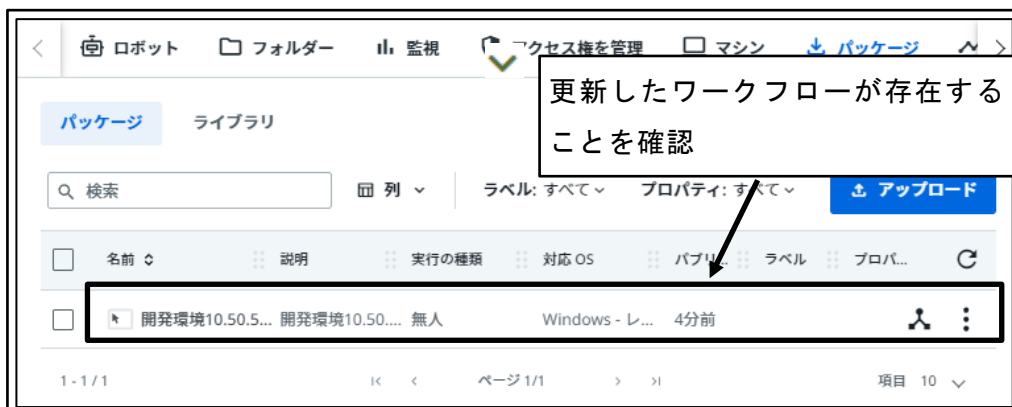 ロボット フォルダー 監視 アクセス権を管理 マシン パッケージ
更新したワークフローが存在する
ことを確認
パッケージ ライブラリ
検索 列 ラベル: すべて プロパティ: すべて アップロード
名前 説明 実行の種類 対応 OS パブリ... ラベル プロパ...
開発環境10.50.5... 開発環境10.50.... 無人 Windows - レ... 4分前
1 - 1 / 1 ページ 1/1 項目 10